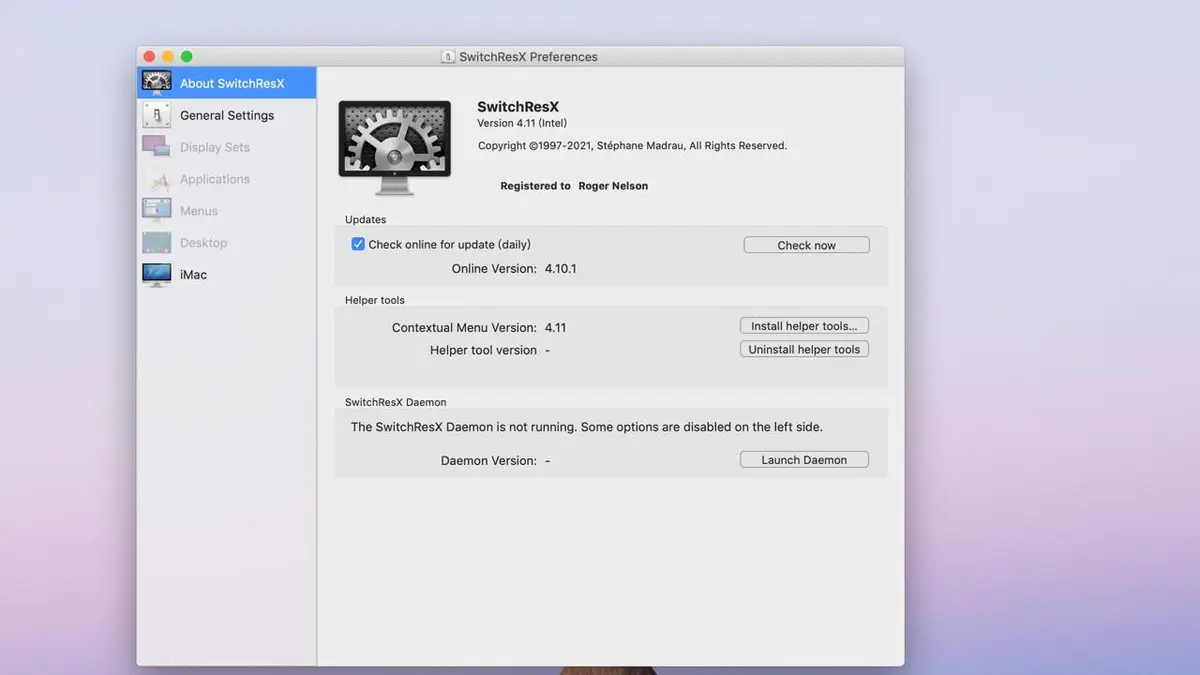 SwitchResX Preferences
About SwitchResX
General Settings
Display Sets
Applications
Menus
Desktop
iMac
SwitchResX
Version 4.11 (Intel)
Copyright ©1997-2021, Stéphane Madrau, All Rights Reserved.
Registered to Roger Nelson
Updates
Check online for update (daily)
Check now
Online Version: 4.10.1
Helper tools
Contextual Menu Version: 4.11
Install helper tools...
Helper tool version -
Uninstall helper tools
SwitchResX Daemon
The SwitchResX Daemon is not running. Some options are disabled on the left side.
Daemon Version: -
Launch Daemon